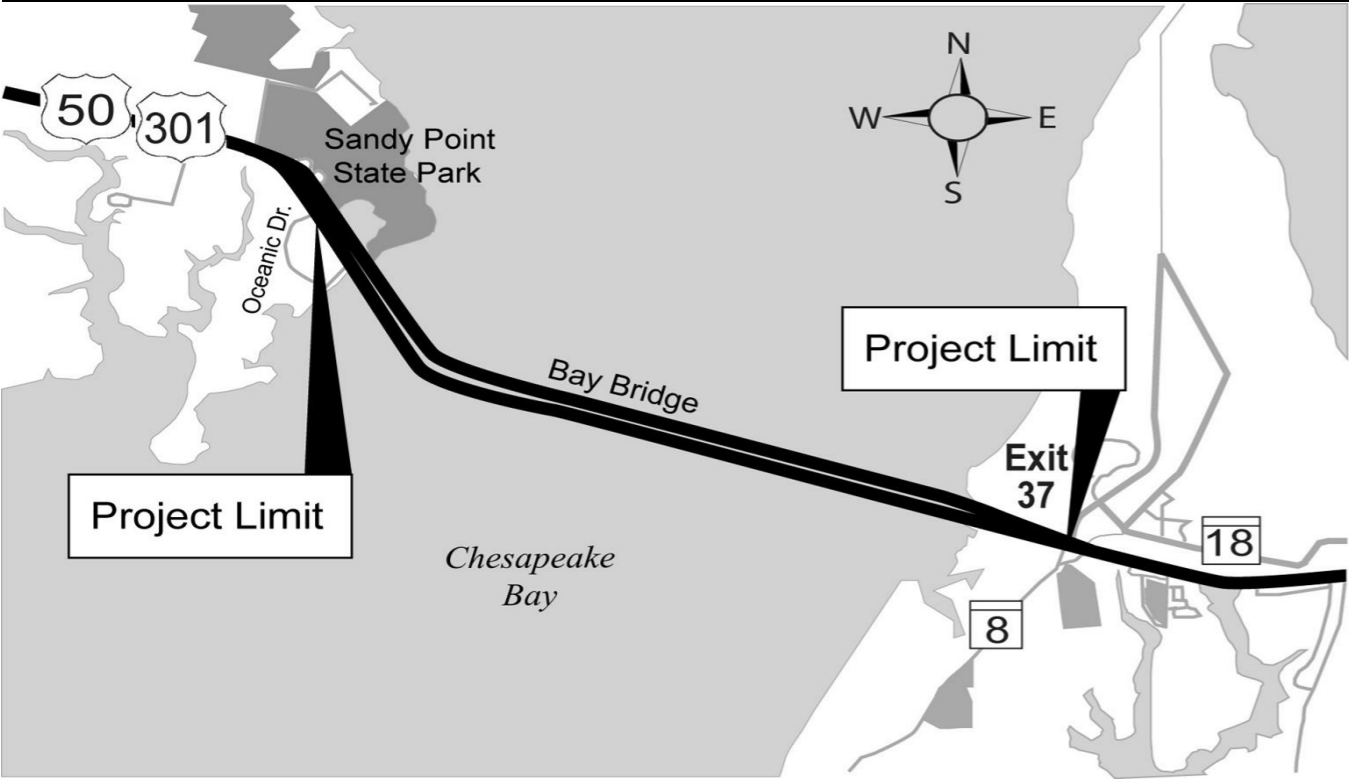 50
301
Sandy Point
State Park
N
W
E
S
Oceanic Dr.
Bay Bridge
Project Limit
Exit
37
Project Limit
18
Chesapeake
Bay
8